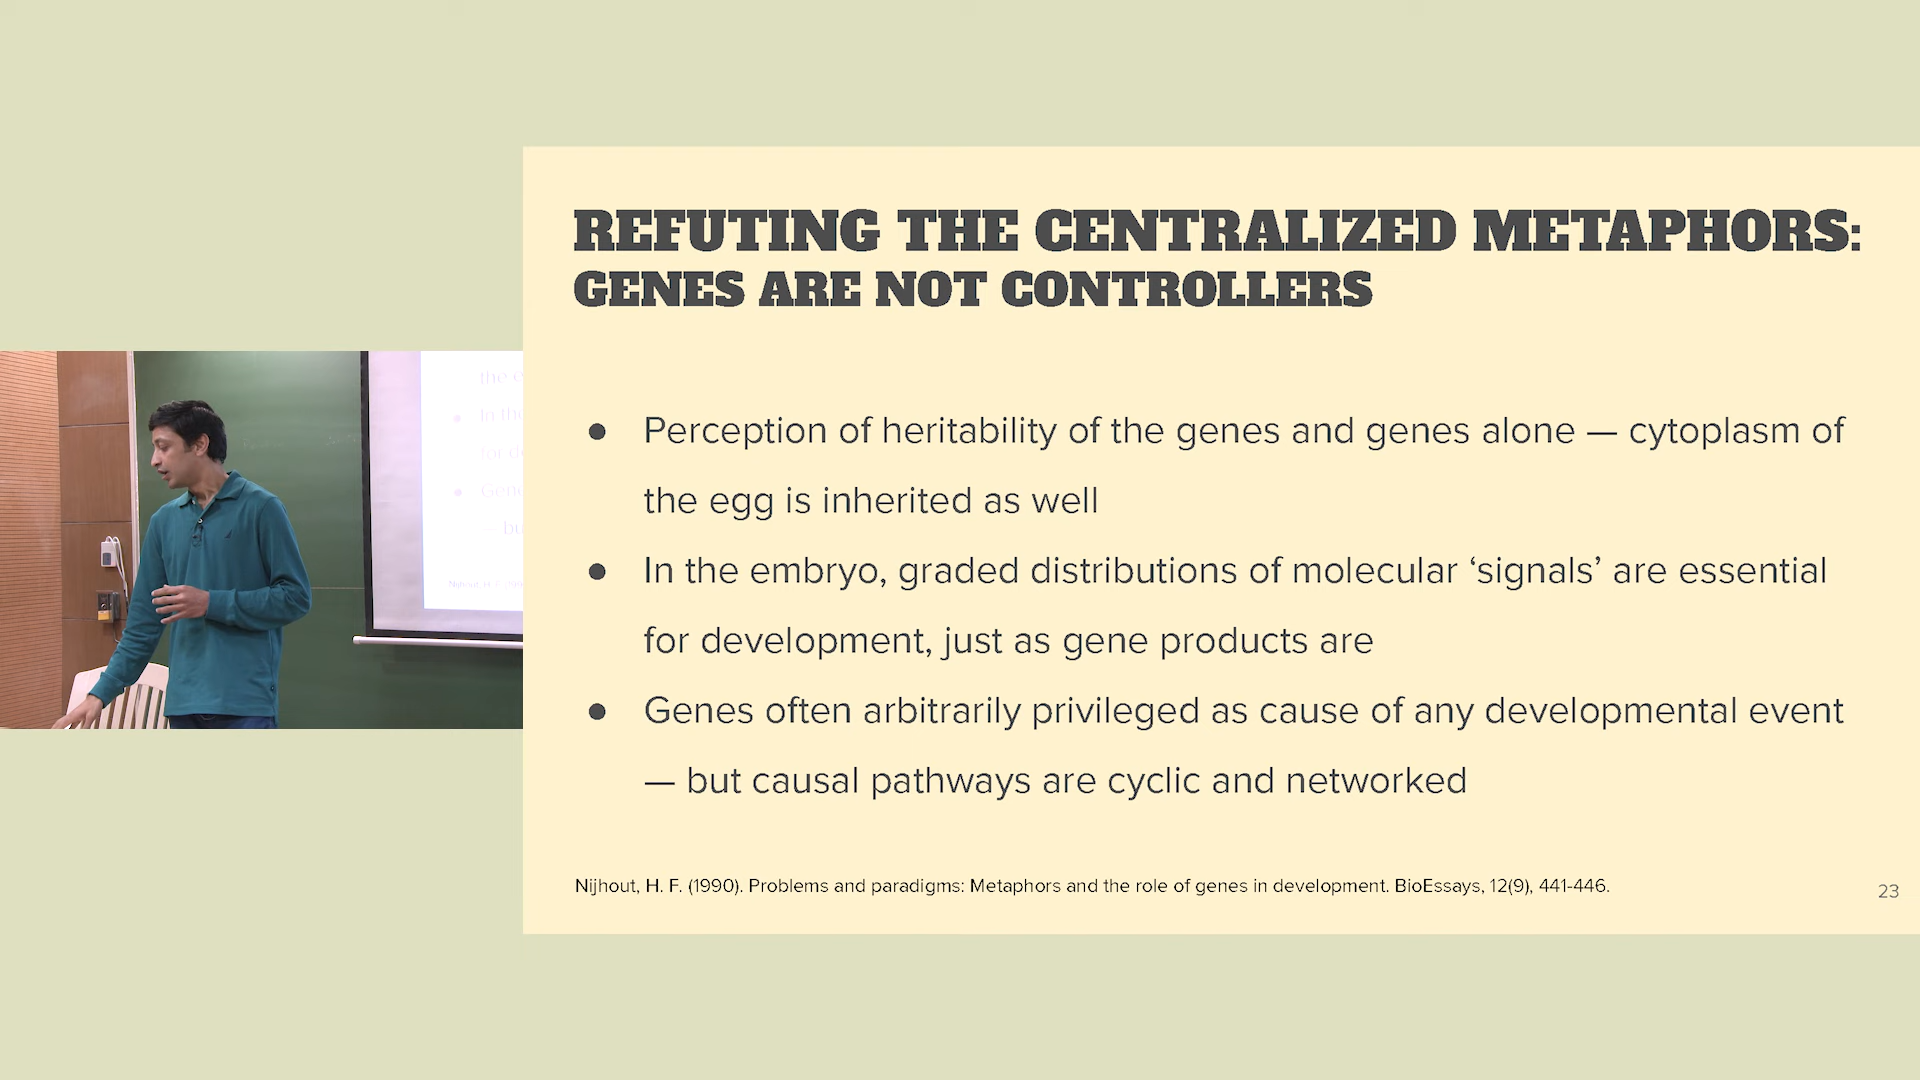 REFUTING THE CENTRALIZED METAPHORS:
GENES ARE NOT CONTROLLERS
● Perception of heritability of the genes and genes alone — cytoplasm of
the egg is inherited as well
● In the embryo, graded distributions of molecular ‘signals’ are essential
for development, just as gene products are
● Genes often arbitrarily privileged as cause of any developmental event
— but causal pathways are cyclic and networked
Nijhout, H. F. (1990). Problems and paradigms: Metaphors and the role of genes in development. BioEssays, 12(9), 441-446.
23